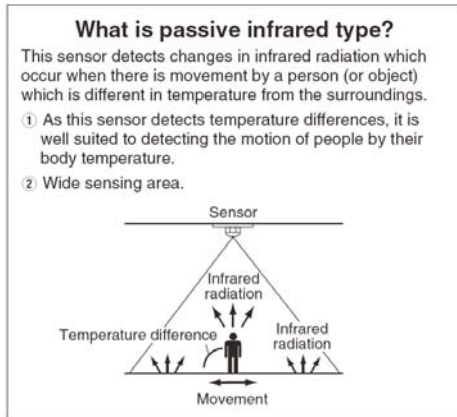 What is passive infrared type?
This sensor detects changes in infrared radiation which
occur when there is movement by a person (or object)
which is different in temperature from the surroundings.
① As this sensor detects temperature differences, it is
well suited to detecting the motion of people by their
body temperature.
② Wide sensing area.
Sensor
Infrared
radiation
Temperature difference
Infrared
radiation
Movement